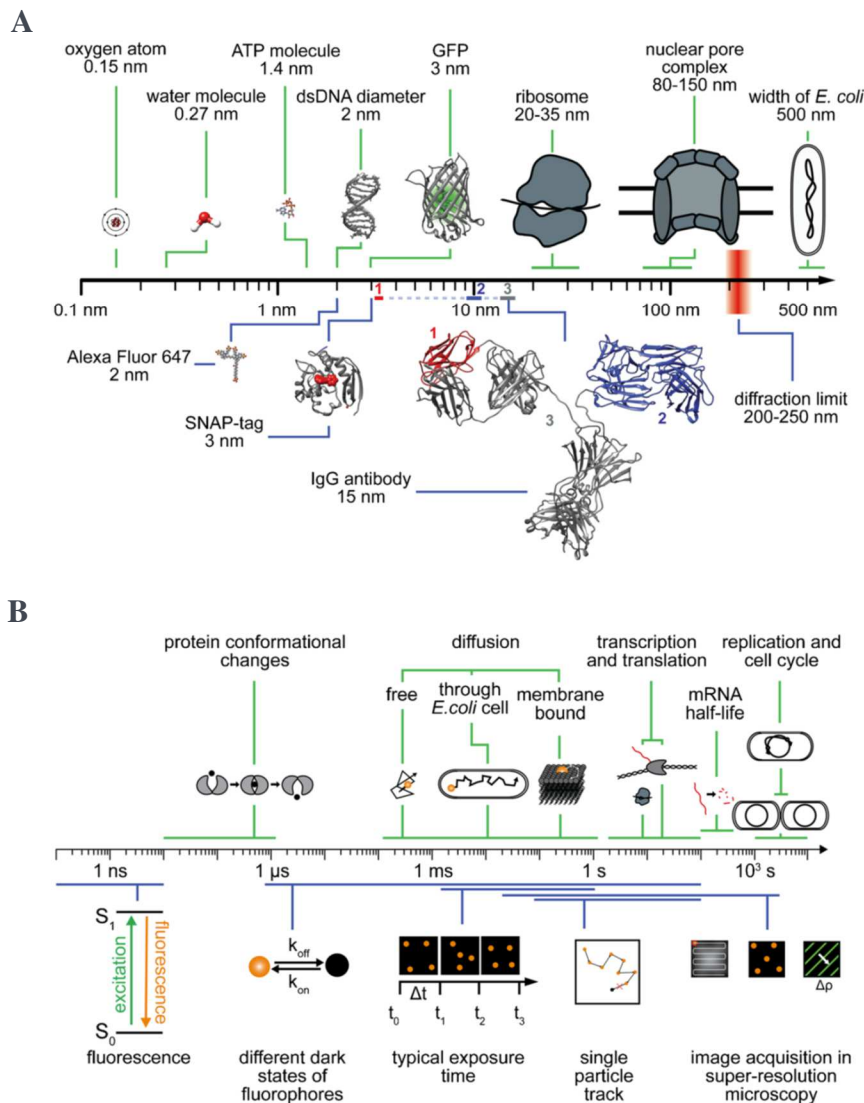 A
oxygen atom
0.15 nm
water molecule
0.27 nm
ATP molecule
1.4 nm
dsDNA diameter
2 nm
GFP
3 nm
ribosome
20-35 nm
nuclear pore
complex
80-150 nm
width of E. coli
500 nm
0.1 nm
1 nm
10 nm
100 nm
500 nm
1
2
3
Alexa Fluor 647
2 nm
SNAP-tag
3 nm
1
3
2
IgG antibody
15 nm
diffraction limit
200-250 nm
B
protein conformational
changes
diffusion
free
through
E.coli cell
membrane
bound
transcription
and translation
mRNA
half-life
replication and
cell cycle
1 ns
1 µs
1 ms
1 s
10³ s
S₁
S₀
excitation
fluorescence
fluorescence
koff
kon
different dark
states of
fluorophores
Δt
t₀
t₁
t₂
t₃
typical exposure
time
single
particle
track
Δρ
image acquisition in
super-resolution
microscopy